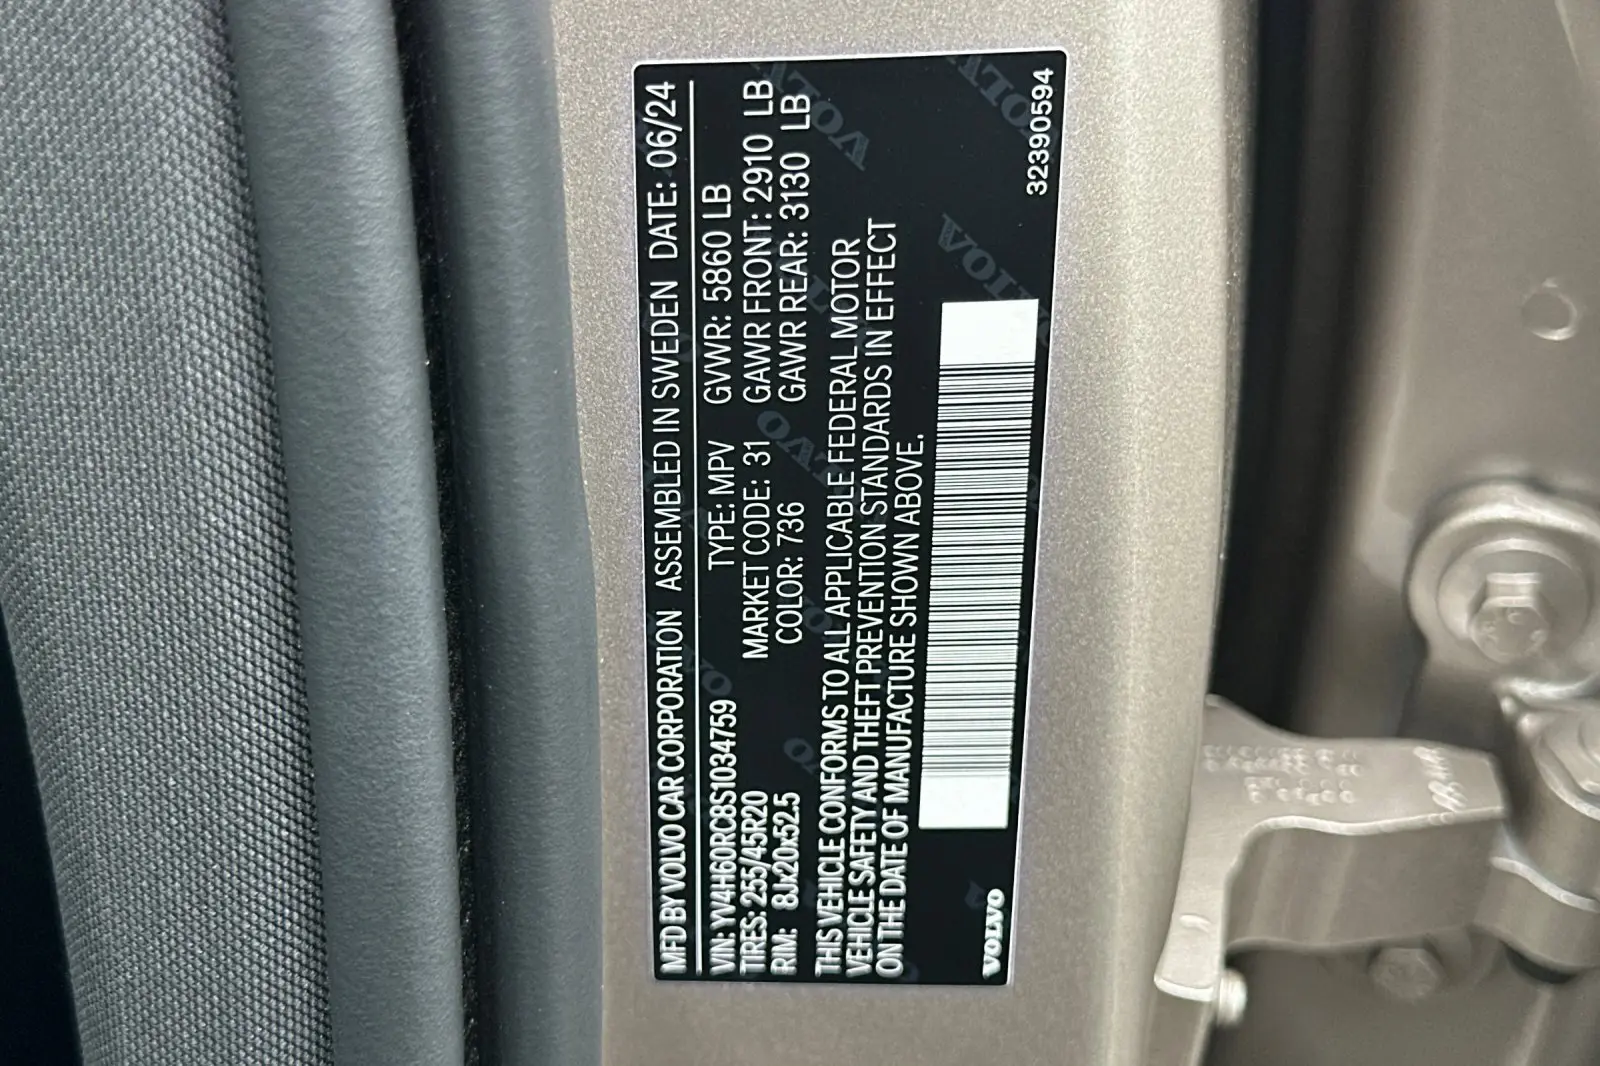 MFD BY VOLVO CAR CORPORATION ASSEMBLED IN SWEDEN DATE: 06/24
VIN: YV4H60RC8S1034759 TYPE: MPV GVWR: 5860 LB
TIRES: 255/45R20 MARKET CODE: 31 GAWR FRONT: 2910 LB
RIM: 8Jx20x52.5 COLOR: 736 GAWR REAR: 3130 LB
THIS VEHICLE CONFORMS TO ALL APPLICABLE FEDERAL MOTOR
VEHICLE SAFETY AND THEFT PREVENTION STANDARDS IN EFFECT
ON THE DATE OF MANUFACTURE SHOWN ABOVE.
VOLVO 32390594